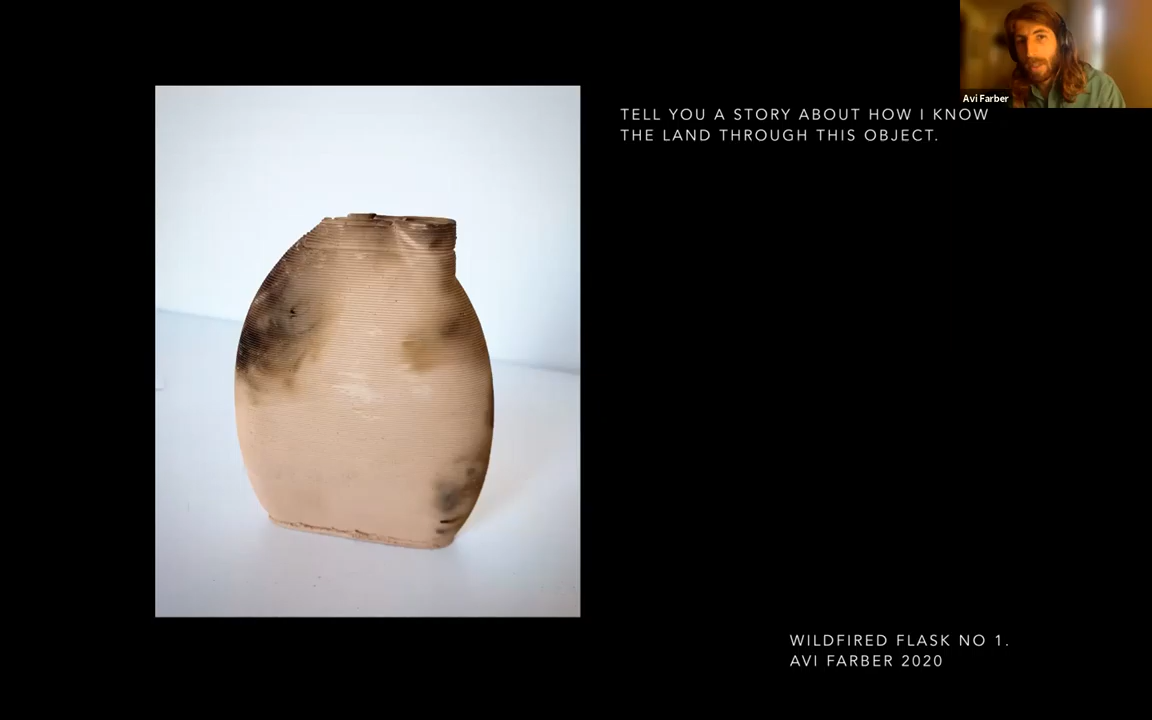 Avi Farber
TELL YOU A STORY ABOUT HOW I KNOW
THE LAND THROUGH THIS OBJECT.
WILDFIRED FLASK NO 1.
AVI FARBER 2020